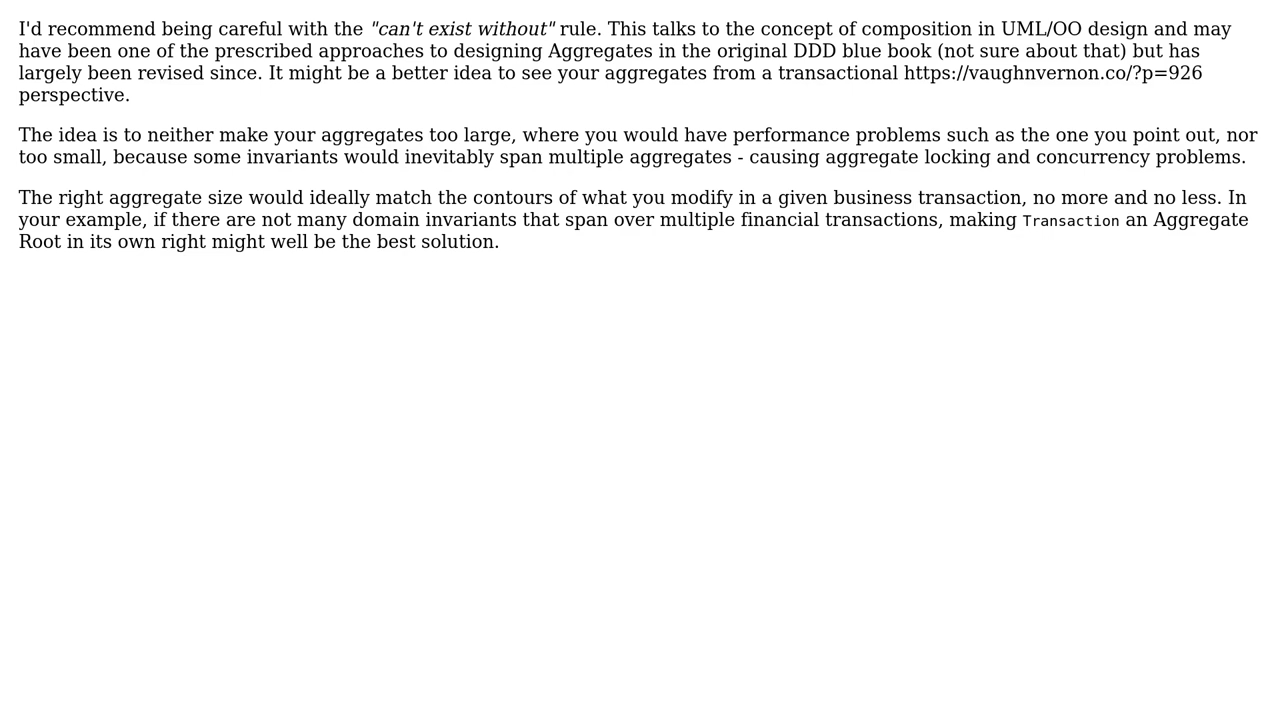 I'd recommend being careful with the "can't exist without" rule. This talks to the concept of composition in UML/OO design and may
have been one of the prescribed approaches to designing Aggregates in the original DDD blue book (not sure about that) but has
largely been revised since. It might be a better idea to see your aggregates from a transactional https://vaughnvernon.co/?p=926
perspective.
The idea is to neither make your aggregates too large, where you would have performance problems such as the one you point out, nor
too small, because some invariants would inevitably span multiple aggregates - causing aggregate locking and concurrency problems.
The right aggregate size would ideally match the contours of what you modify in a given business transaction, no more and no less. In
your example, if there are not many domain invariants that span over multiple financial transactions, making Transaction an Aggregate
Root in its own right might well be the best solution.